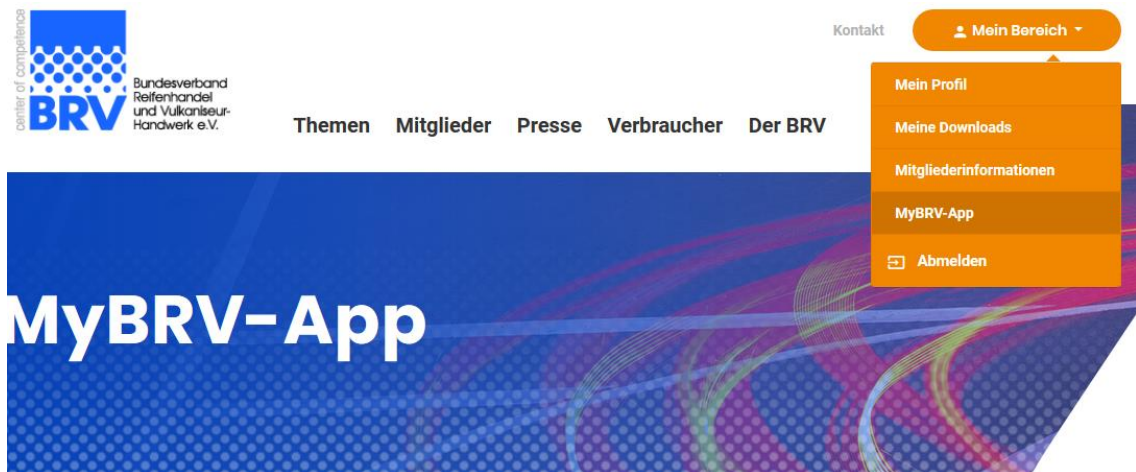 center of competence
BRV
Bundesverband
Reifenhandel
und Vulkaniseur-
Handwerk e.V.
Kontakt
Mein Bereich
Themen Mitglieder Presse Verbraucher Der BRV
Mein Profil
Meine Downloads
Mitgliederinformationen
MyBRV-App
Abmelden
MyBRV-App